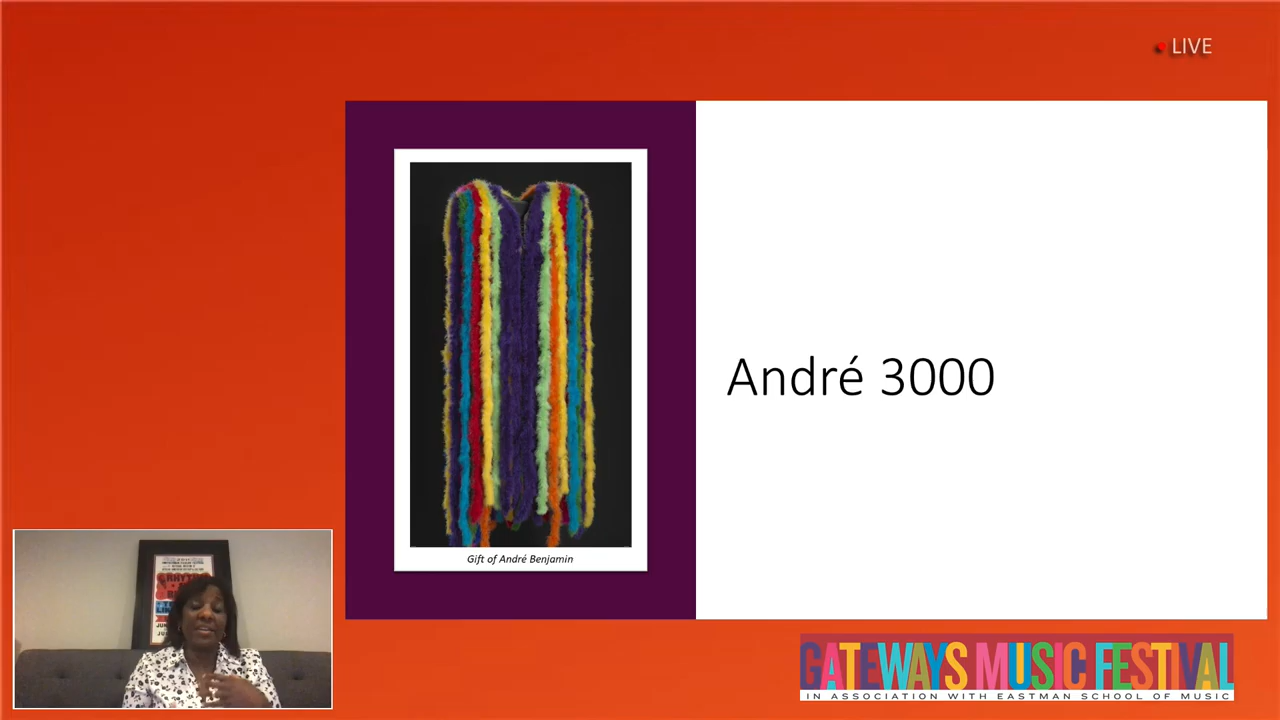 LIVE
André 3000
Gift of André Benjamin
GATEWAYS MUSIC FESTIVAL
IN ASSOCIATION WITH EASTMAN SCHOOL OF MUSIC